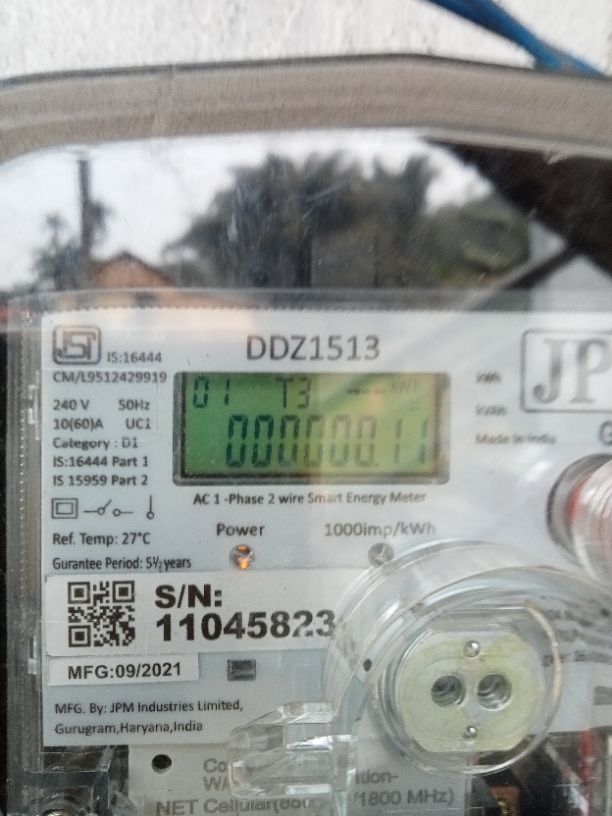 ISI
IS:16444
CM/L9512429919
DDZ1513
JP
240 V 50Hz
10(60)A UC1
Category : D1
IS:16444 Part 1
IS 15959 Part 2
01 T3 kWh
000000.11
Made in India
AC 1 -Phase 2 wire Smart Energy Meter
Ref. Temp: 27°C
Power
1000imp/kWh
Gurantee Period: 5½ years
S/N:
11045823
MFG:09/2021
MFG. By: JPM Industries Limited,
Gurugram,Haryana,India
NET Cellular(850
/1800 MHz)